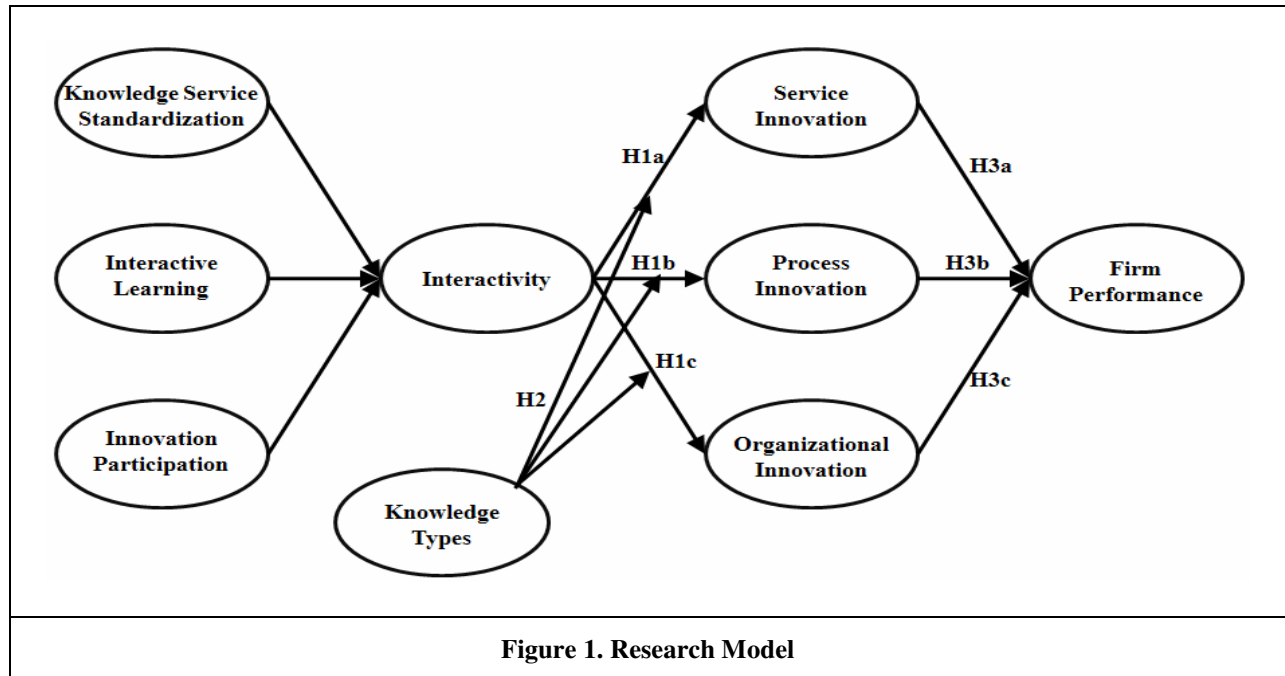 Knowledge Service
Standardization
Interactive
Learning
Innovation
Participation
Interactivity
Knowledge
Types
H1a
H1b
H1c
H2
Service
Innovation
Process
Innovation
Organizational
Innovation
H3a
H3b
H3c
Firm
Performance
Figure 1. Research Model